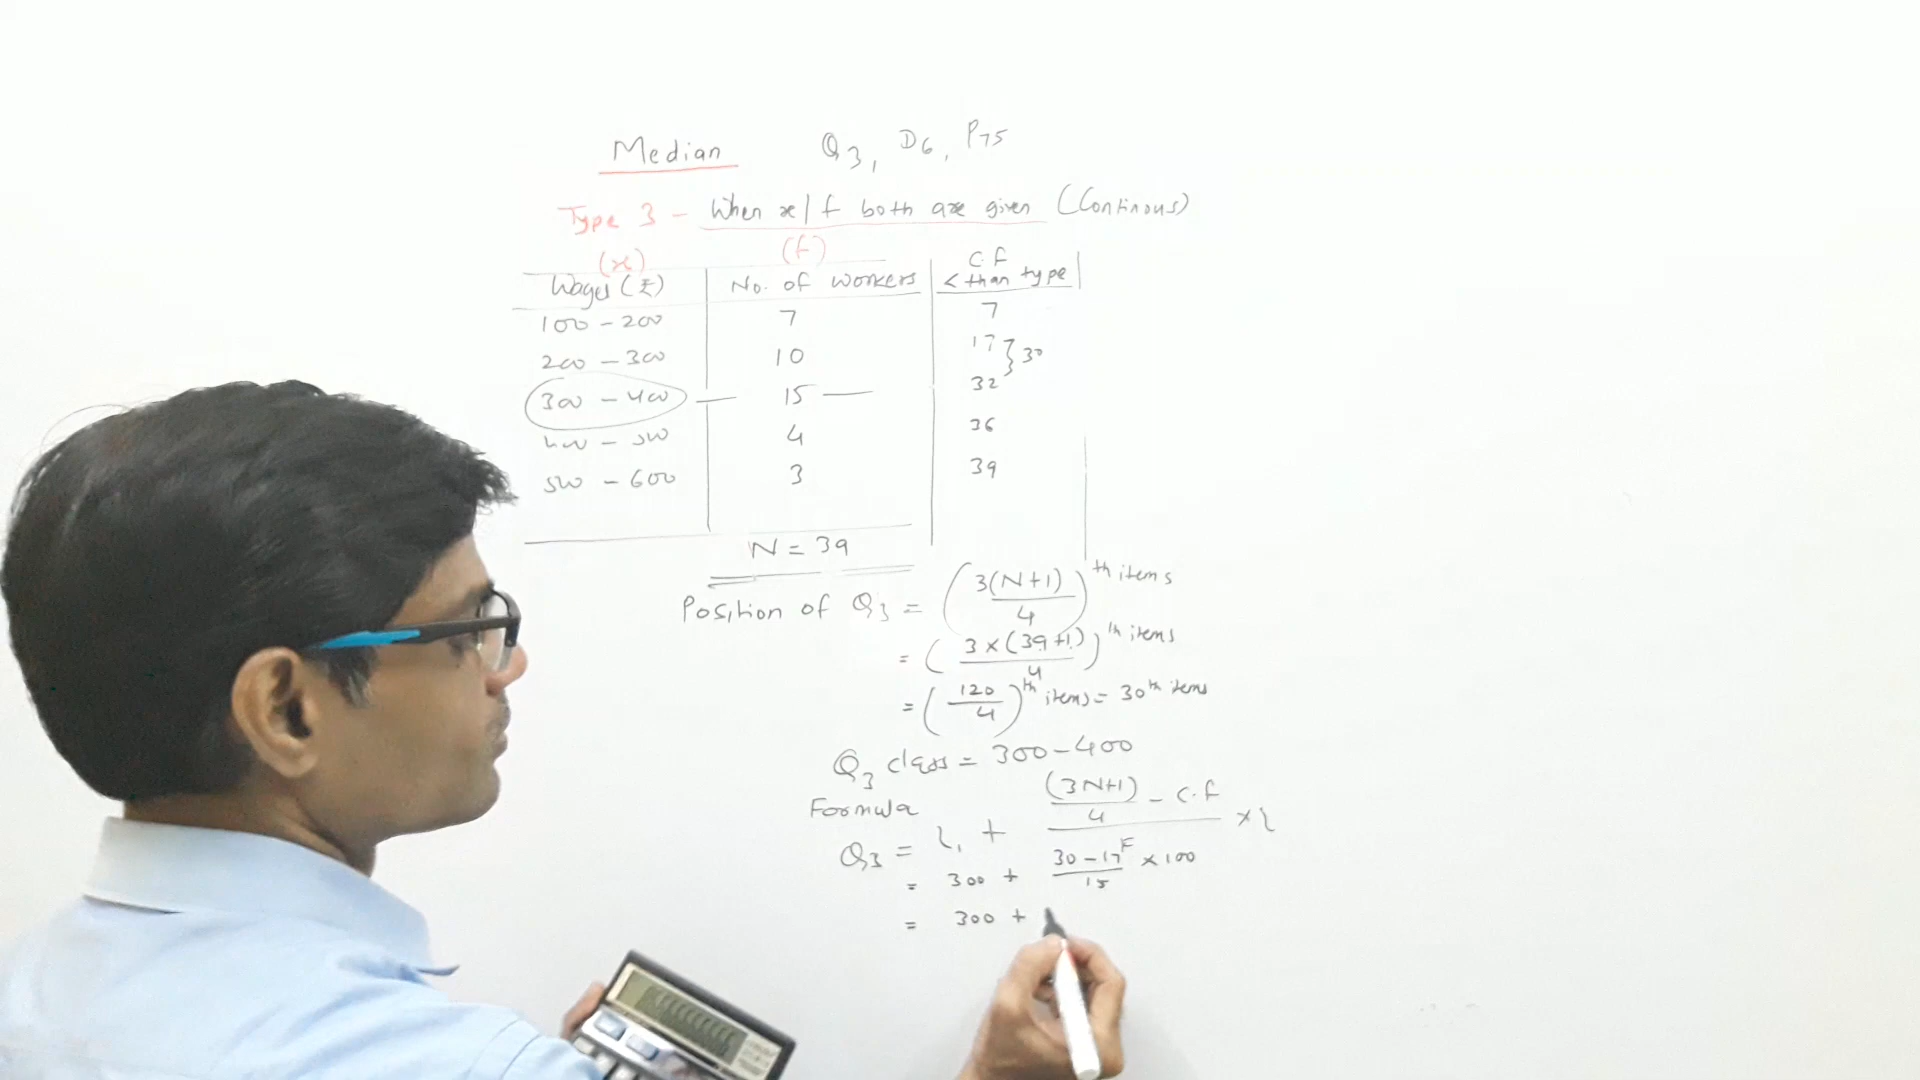 Median Q3, D6, P75
Type 3 - When x/f both are given (Continous)
(x) (f) C.f
Wages (₹) No. of workers < than type
100 - 200 7 7
200 - 300 10 17 } 30
300 - 400 15 32
400 - 500 4 36
500 - 600 3 39
N = 39
Position of Q3 = (3(N+1)/4)th items
= (3 x (39+1)/4)th items
= (120/4)th items = 30th items
Q3 class = 300-400
Formula
Q3 = l1 + ((3N+1)/4 - c.f)/F x i
= 300 + (30-17)/15 x 100
= 300 +